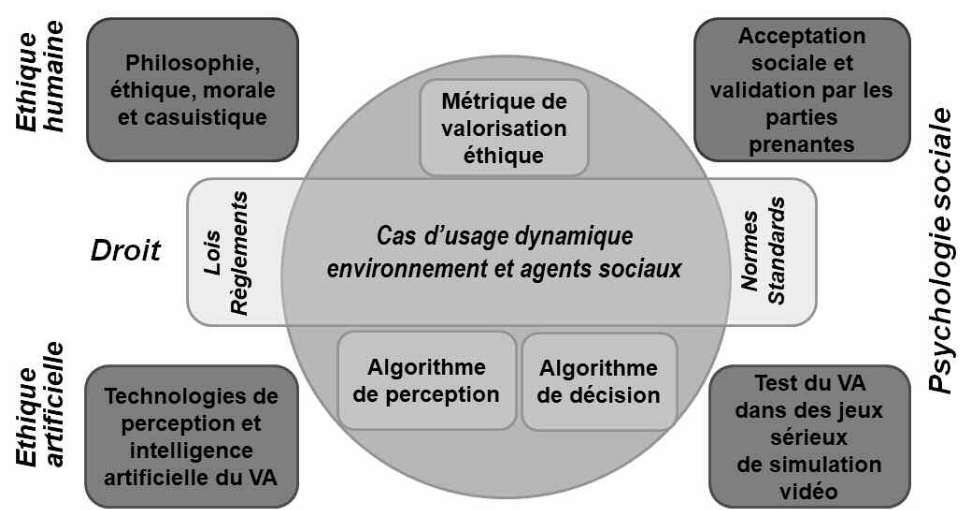 Ethique
humaine
Philosophie,
éthique, morale
et casuistique
Métrique de
valorisation
éthique
Acceptation
sociale et
validation par les
parties
prenantes
Droit
Lois
Règlements
Cas d’usage dynamique
environnement et agents sociaux
Normes
Standards
Psychologie sociale
Ethique
artificielle
Technologies de
perception et
intelligence
artificielle du VA
Algorithme
de perception
Algorithme
de décision
Test du VA
dans des jeux
sérieux
de simulation
vidéo